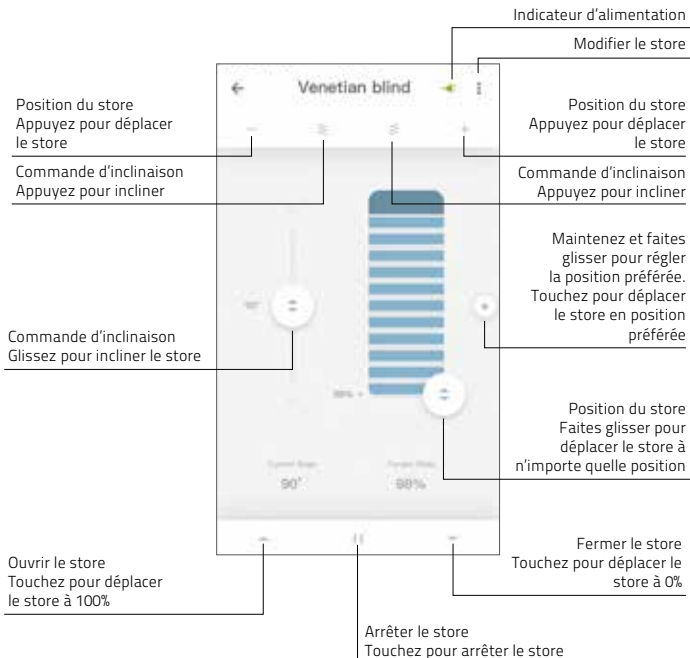 Indicateur d'alimentation
Modifier le store
Venetian blind
Position du store
Appuyez pour déplacer
le store
Commande d'inclinaison
Appuyez pour incliner
Position du store
Appuyez pour déplacer
le store
Commande d'inclinaison
Appuyez pour incliner
Maintenez et faites
glisser pour régler
la position préférée.
Touchez pour déplacer
le store en position
préférée
Commande d'inclinaison
Glissez pour incliner le store
98%
Position du store
Faites glisser pour
déplacer le store à
n'importe quelle position
90°
98%
Ouvrir le store
Touchez pour déplacer
le store à 100%
Fermer le store
Touchez pour déplacer le
store à 0%
Arrêter le store
Touchez pour arrêter le store